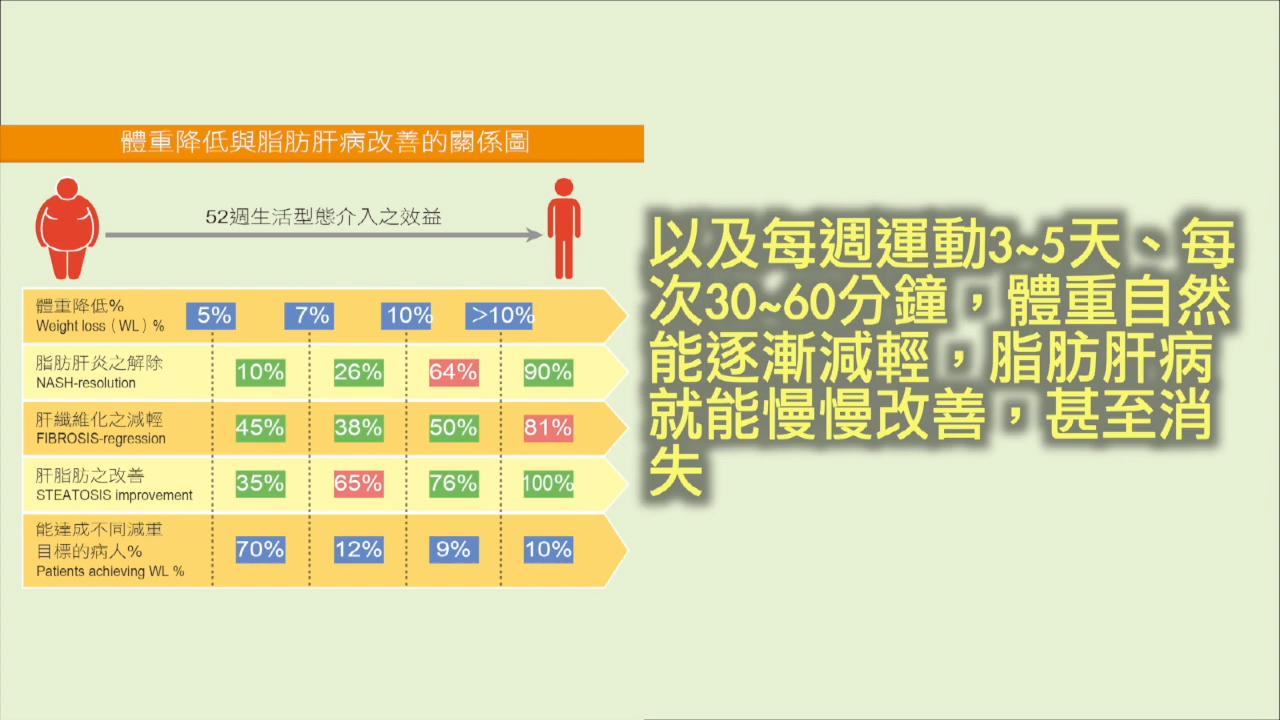 體重降低與脂肪肝病改善的關係圖
52週生活型態介入之效益
體重降低%
Weight loss（WL）%
5% 7% 10% >10%
脂肪肝炎之解除
NASH-resolution
10% 26% 64% 90%
肝纖維化之減輕
FIBROSIS-regression
45% 38% 50% 81%
肝脂肪之改善
STEATOSIS improvement
35% 65% 76% 100%
能達成不同減重
目標的病人%
Patients achieving WL %
70% 12% 9% 10%
以及每週運動3~5天、每
次30~60分鐘，體重自然
能逐漸減輕，脂肪肝病
就能慢慢改善，甚至消
失